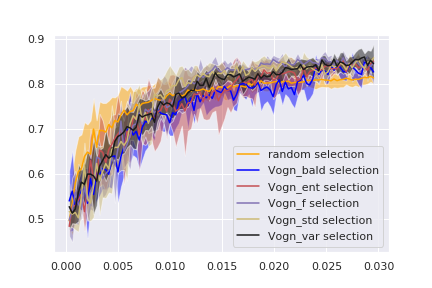 0.9
0.8
0.7
0.6
0.5
random selection
Vogn_bald selection
Vogn_ent selection
Vogn_f selection
Vogn_std selection
Vogn_var selection
0.000 0.005 0.010 0.015 0.020 0.025 0.030